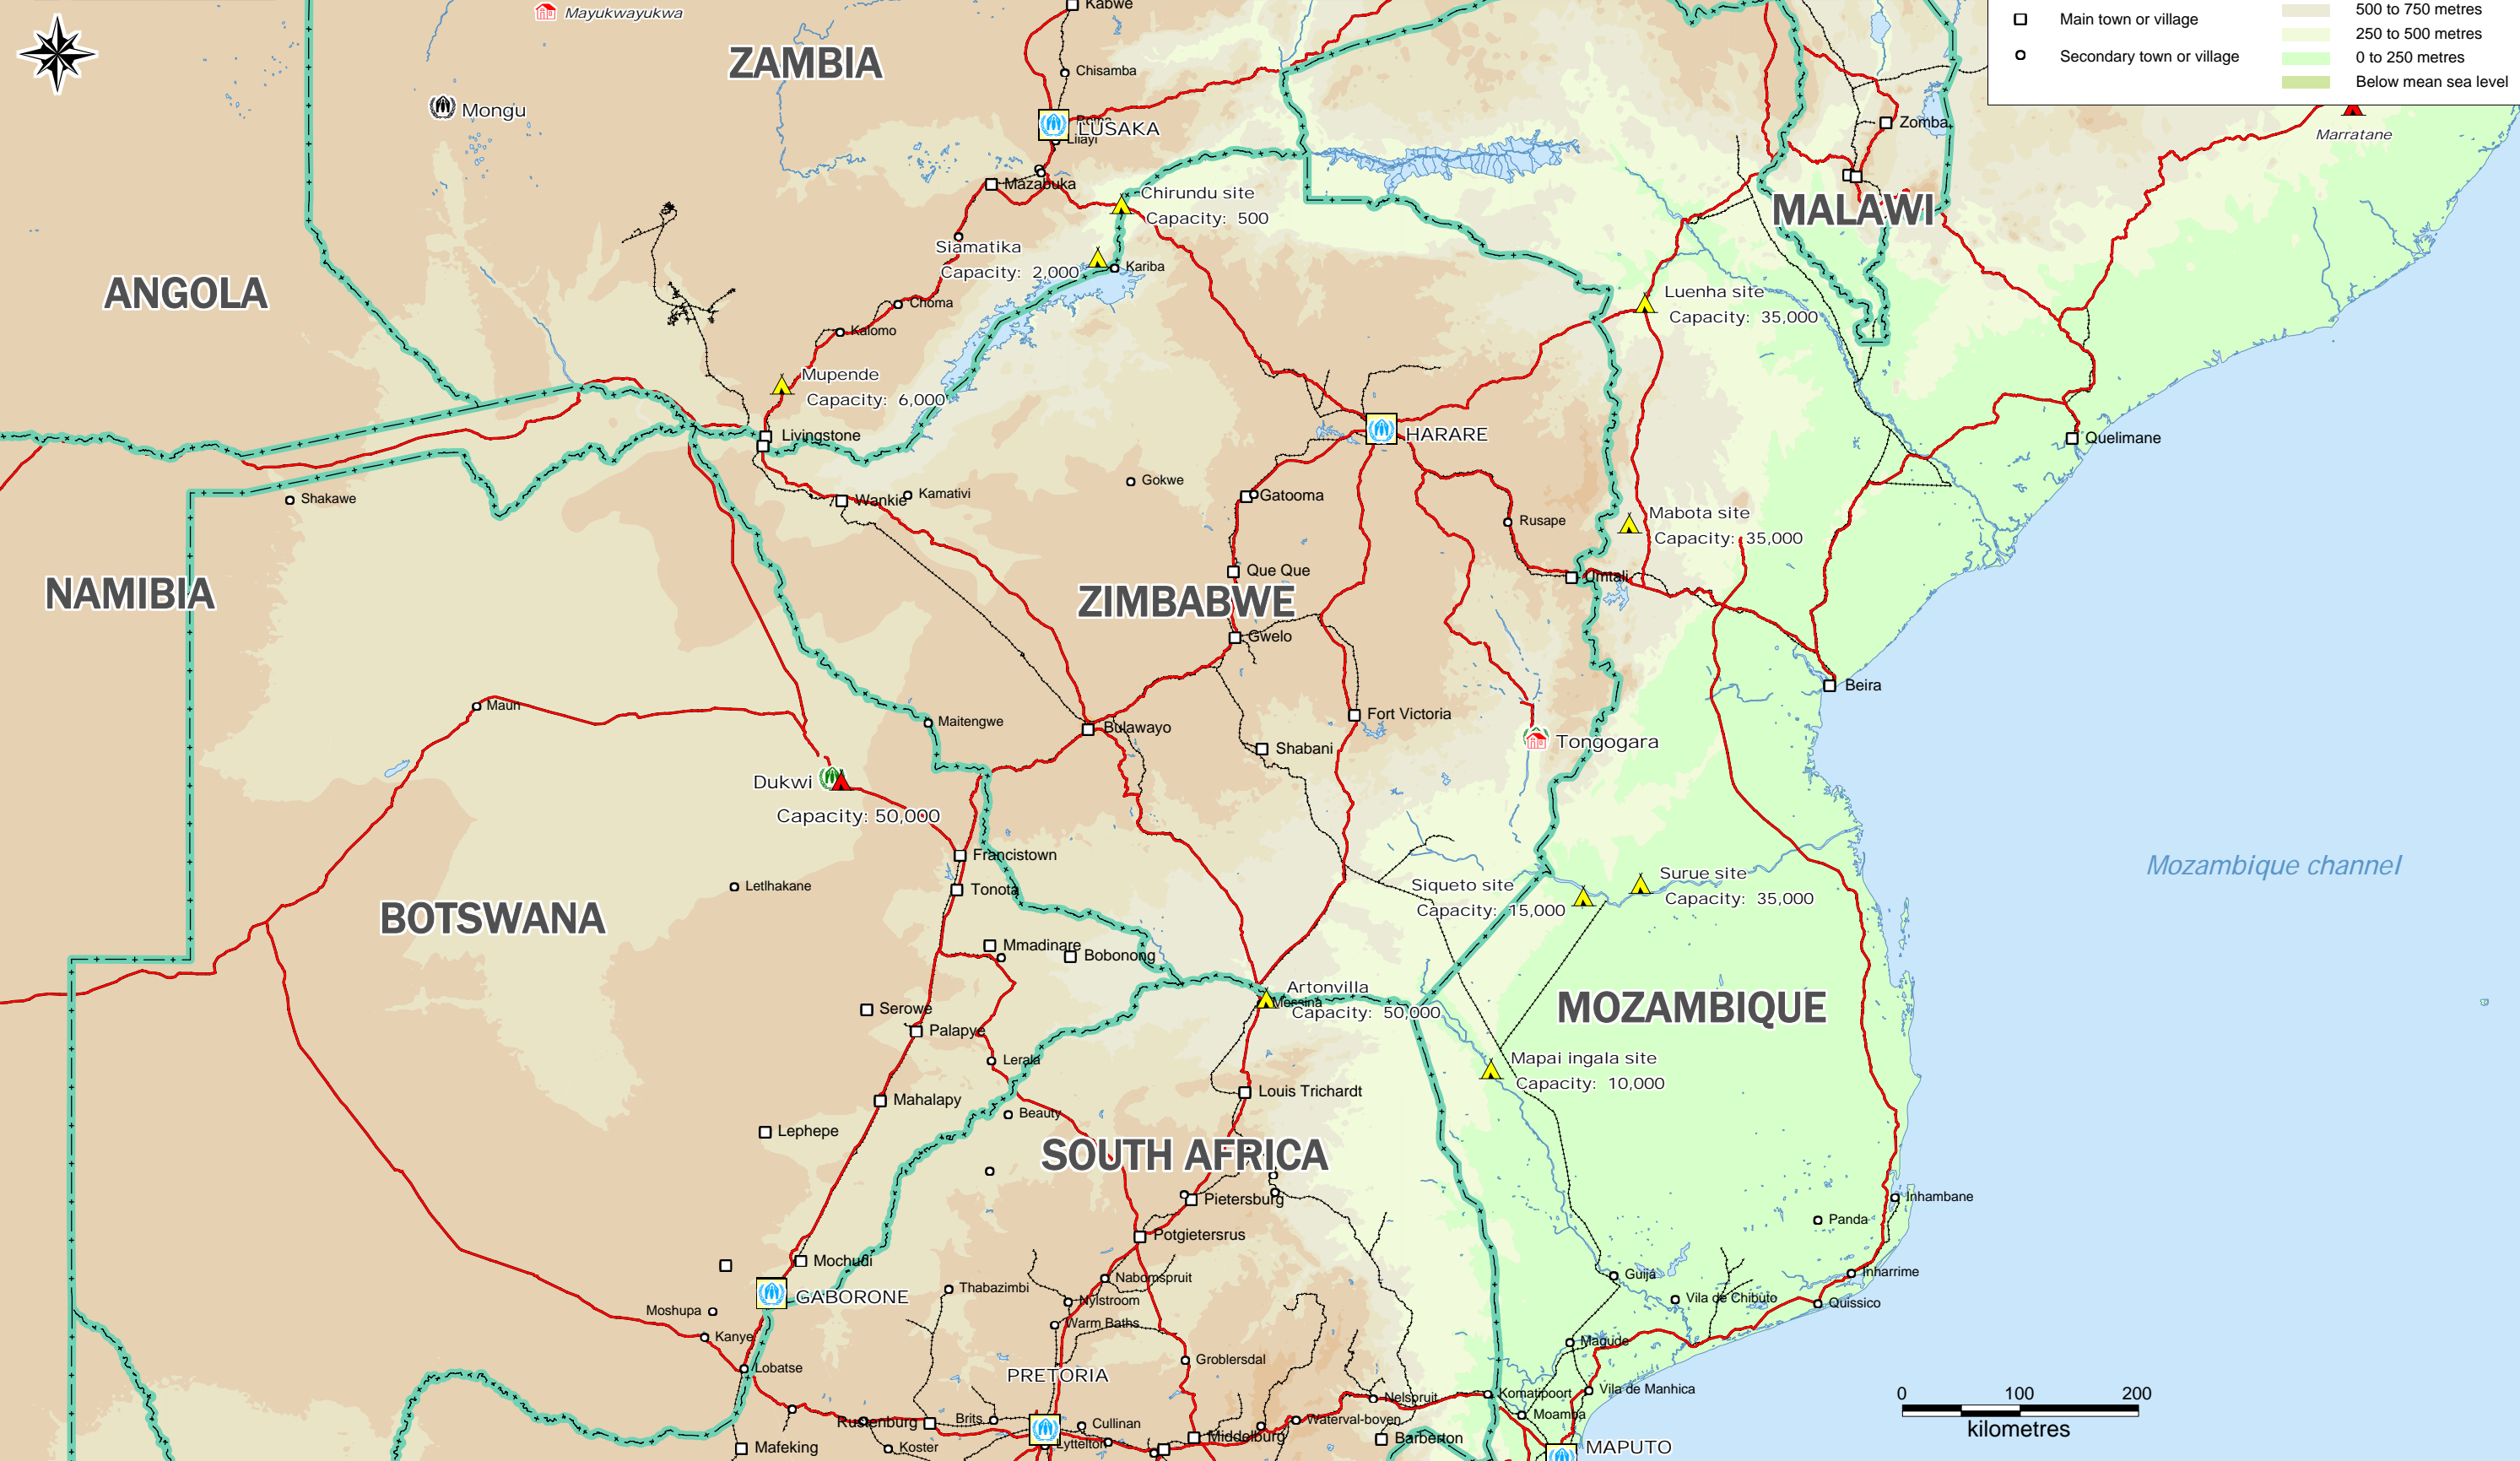 Mayukwayukwa
Kabwe
Main town or village
500 to 750 metres
250 to 500 metres
Secondary town or village
0 to 250 metres
Below mean sea level
ZAMBIA
Chisamba
Mongu
LUSAKA
Lilayi
Zomba
Marratane
Mazabuka
Chirundu site
Capacity: 500
MALAWI
Siamatika
Capacity: 2,000
Kariba
ANGOLA
Choma
Luenha site
Capacity: 35,000
Kalomo
Mupende
Capacity: 6,000
Livingstone
HARARE
Quelimane
Shakawe
Wankie
Kamativi
Gokwe
Gatooma
Rusape
Mabota site
Capacity: 35,000
NAMIBIA
Que Que
Umtali
ZIMBABWE
Gwelo
Beira
Maun
Maitengwe
Bulawayo
Fort Victoria
Shabani
Tongogara
Dukwi
Capacity: 50,000
Francistown
Mozambique channel
Letlhakane
Tonota
Siqueto site
Capacity: 15,000
Surue site
Capacity: 35,000
BOTSWANA
Mmadinare
Bobonong
Artonvilla
Messina
Capacity: 50,000
MOZAMBIQUE
Serowe
Palapye
Lerala
Mapai ingala site
Capacity: 10,000
Mahalapy
Louis Trichardt
Beauty
Lephepe
SOUTH AFRICA
Pietersburg
Inhambane
Panda
Potgietersrus
Mochudi
Nabomspruit
Guijá
Inharrime
GABORONE
Thabazimbi
Nylstroom
Vila de Chibuto
Quissico
Moshupa
Kanye
Warm Baths
Magude
Lobatse
Groblersdal
PRETORIA
Nelspruit
Komatipoort
Vila de Manhica
0 100 200
kilometres
Rustenburg
Brits
Cullinan
Waterval-boven
Moamba
Mafeking
Koster
Lyttelton
Middelburg
Barberton
MAPUTO